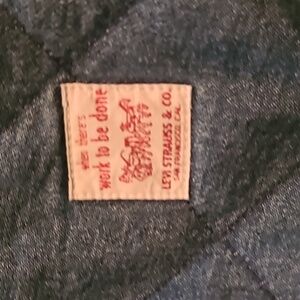 when there's
work to be done
LEVI STRAUSS & CO.
SAN FRANCISCO, CAL.